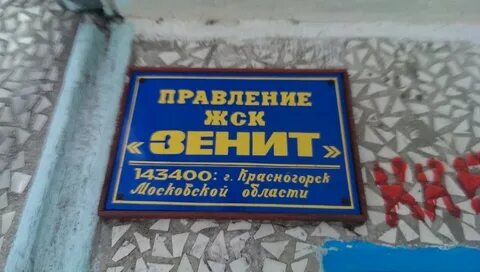 ПРАВЛЕНИЕ
ЖСК
«ЗЕНИТ»
143400: г. Красногорск
Московской области